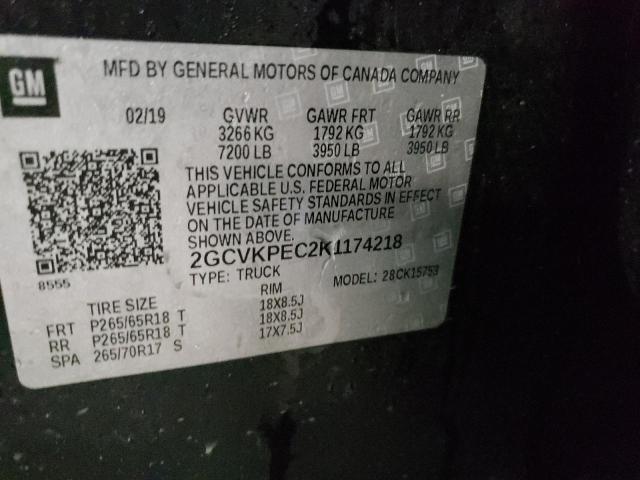 GM
MFD BY GENERAL MOTORS OF CANADA COMPANY
02/19 GVWR GAWR FRT GAWR RR
3266 KG 1792 KG 1792 KG
7200 LB 3950 LB 3950 LB
THIS VEHICLE CONFORMS TO ALL
APPLICABLE U.S. FEDERAL MOTOR
VEHICLE SAFETY STANDARDS IN EFFECT
ON THE DATE OF MANUFACTURE
SHOWN ABOVE.
2GCVKPEC2K1174218
TYPE: TRUCK MODEL: 28CK15753
8555
TIRE SIZE RIM
FRT P265/65R18 T 18X8.5J
RR P265/65R18 T 18X8.5J
SPA 265/70R17 S 17X7.5J